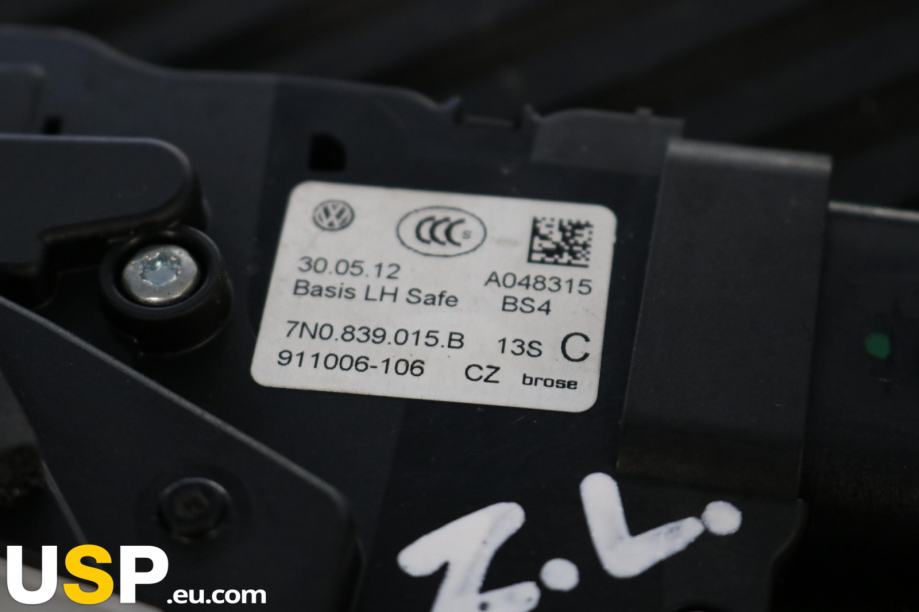 CCC S
30.05.12 A048315
Basis LH Safe BS4
7N0.839.015.B 13S C
911006-106 CZ brose
Z.L.
USP.eu.com